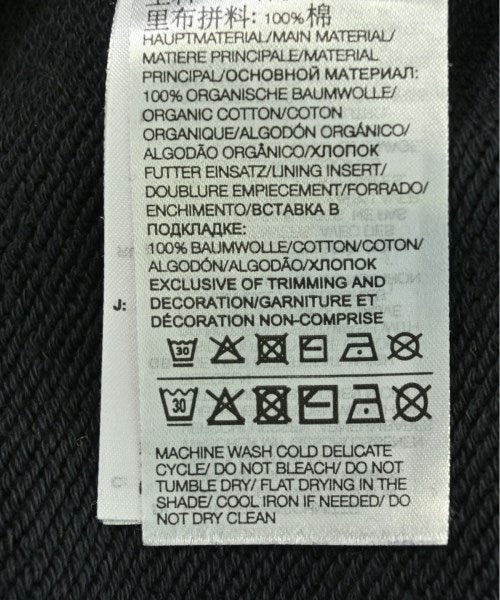 里布拼料: 100% 棉
HAUPTMATERIAL/MAIN MATERIAL/
MATIERE PRINCIPALE/MATERIAL
PRINCIPAL/ОСНОВНОЙ МАТЕРИАЛ:
100% ORGANISCHE BAUMWOLLE/
ORGANIC COTTON/COTON
ORGANIQUE/ALGODÓN ORGÁNICO/
ALGODÃO ORGÂNICO/ХЛОПОК
FUTTER EINSATZ/LINING INSERT/
DOUBLURE EMPIECEMENT/FORRADO/
ENCHIMENTO/ВСТАВКА В
ПОДКЛАДКЕ:
100% BAUMWOLLE/COTTON/COTON/
ALGODÓN/ALGODÃO/ХЛОПОК
EXCLUSIVE OF TRIMMING AND
DECORATION/GARNITURE ET
DÉCORATION NON-COMPRISE
J:
30
30
MACHINE WASH COLD DELICATE
CYCLE/ DO NOT BLEACH/ DO NOT
TUMBLE DRY/ FLAT DRYING IN THE
SHADE/ COOL IRON IF NEEDED/ DO
NOT DRY CLEAN
C: